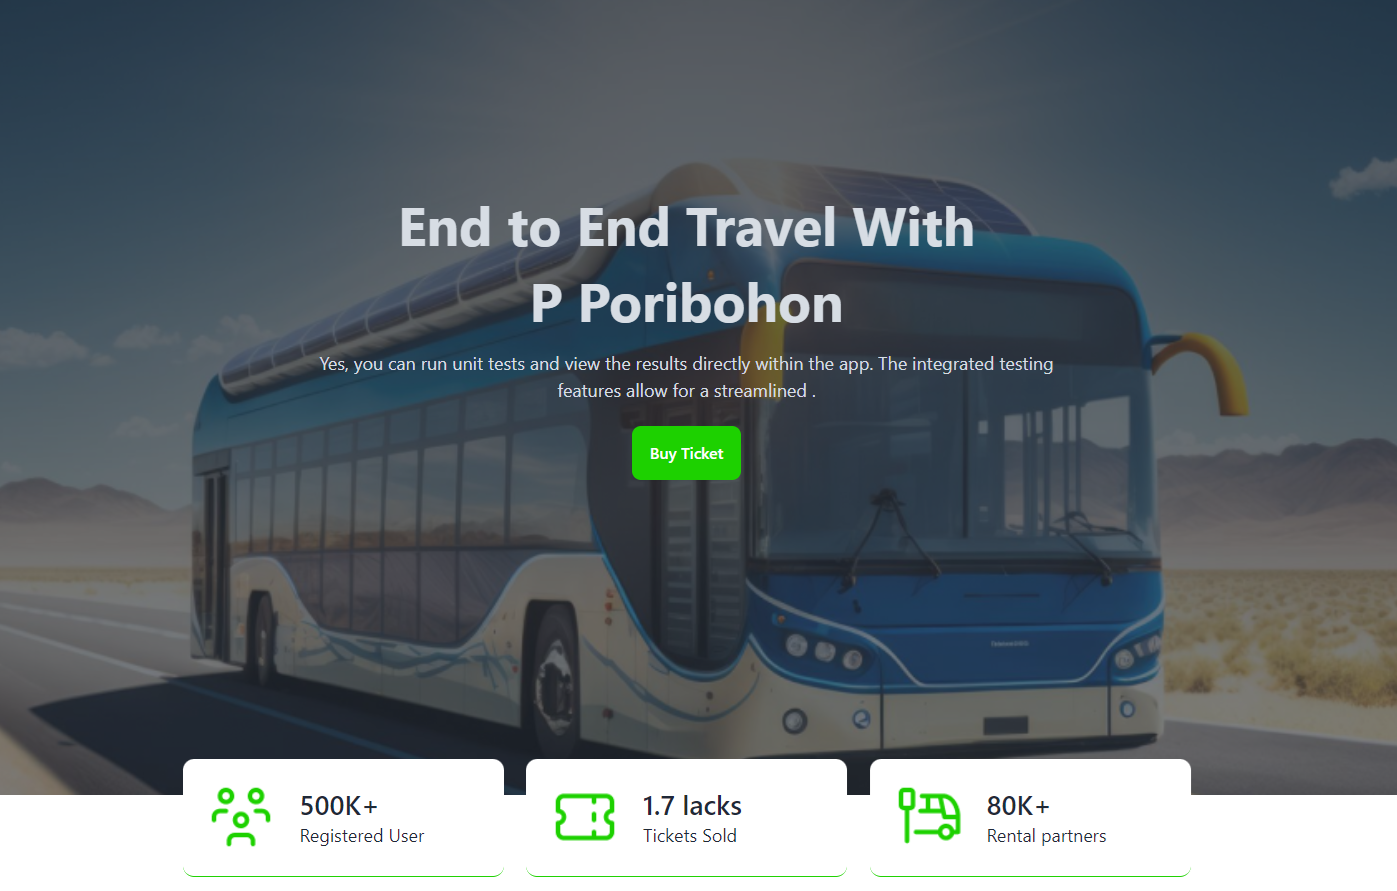 End to End Travel With
P Poribohon
Yes, you can run unit tests and view the results directly within the app. The integrated testing
features allow for a streamlined .
Buy Ticket
500K+
Registered User
1.7 lacks
Tickets Sold
80K+
Rental partners